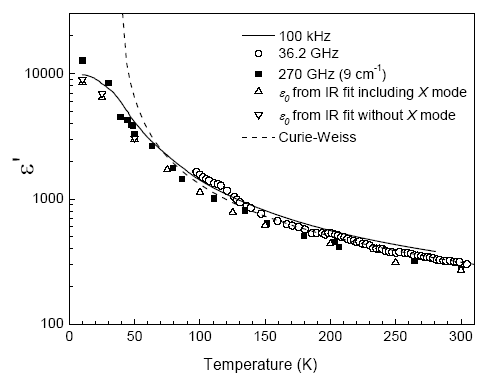 100 kHz
36.2 GHz
270 GHz (9 cm⁻¹)
ε₀ from IR fit including X mode
ε₀ from IR fit without X mode
Curie-Weiss
10000
1000
100
ε'
0 50 100 150 200 250 300
Temperature (K)